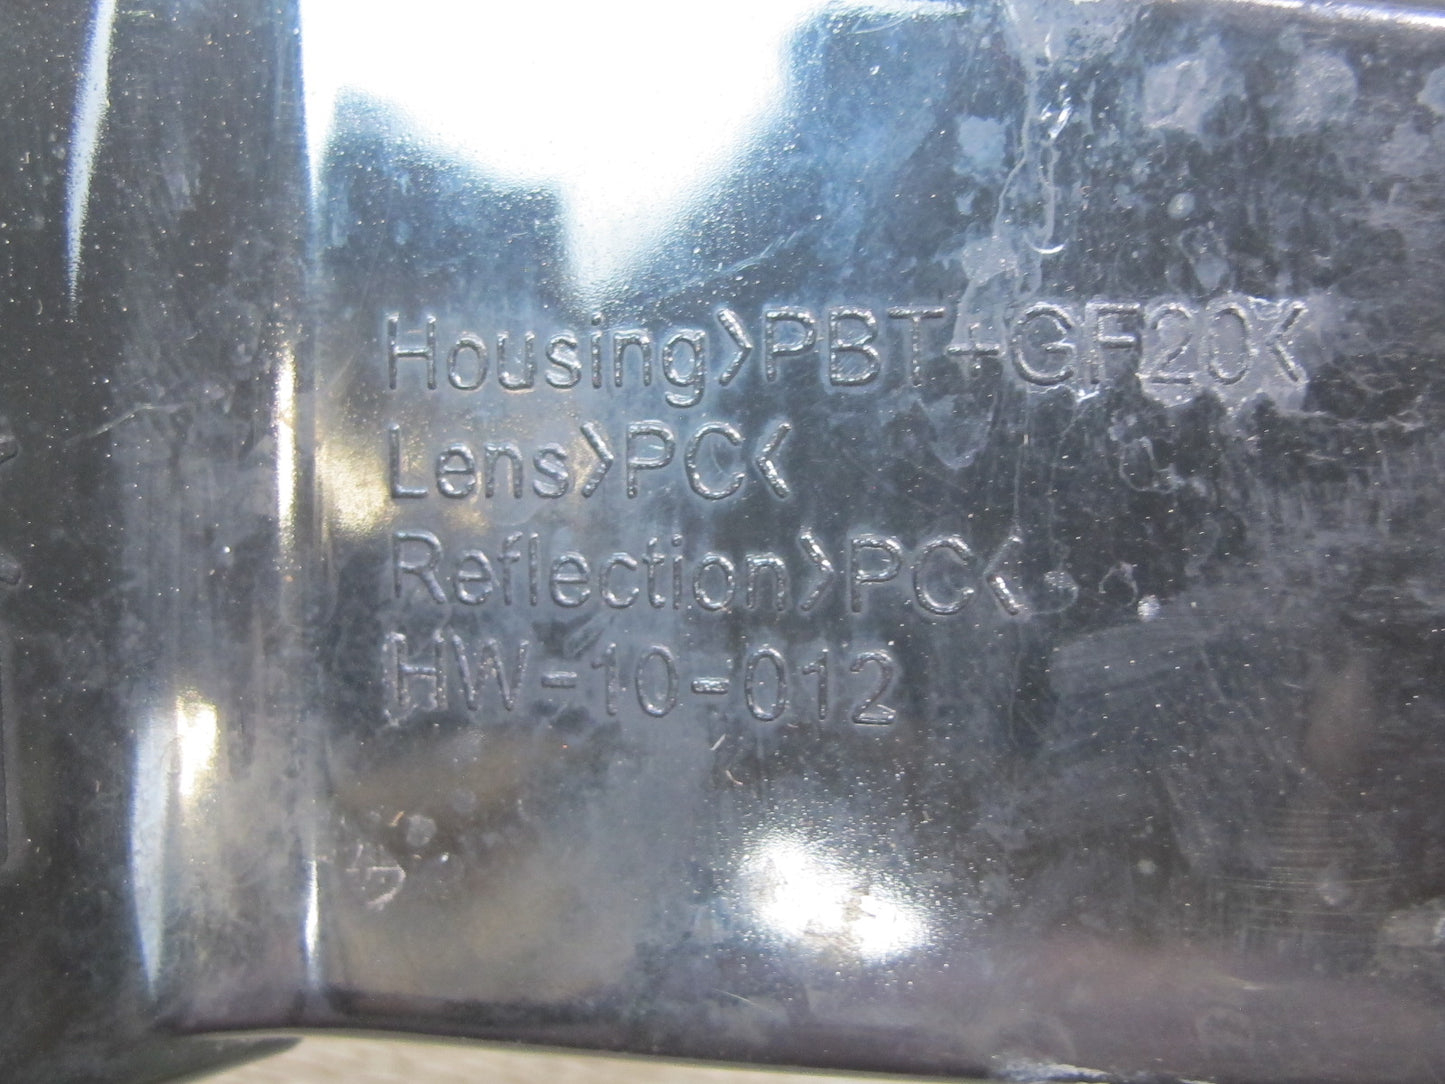 Housing>PBT+GF20<
Lens>PC<
Reflection>PC<
HW-10-012